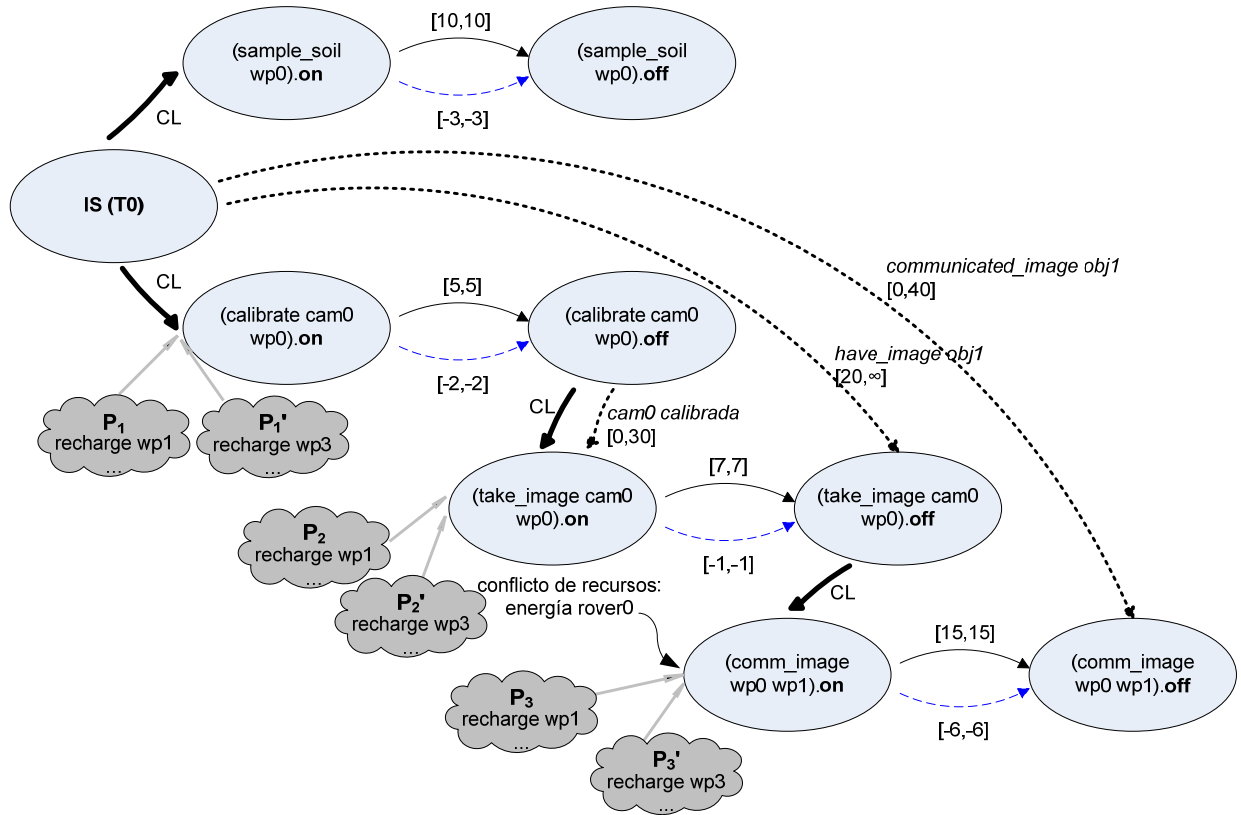 [10,10]
(sample_soil
wp0).on
(sample_soil
wp0).off
CL
[-3,-3]
IS (T0)
communicated_image obj1
[0,40]
CL
[5,5]
(calibrate cam0
wp0).on
(calibrate cam0
wp0).off
have_image obj1
[20,∞]
[-2,-2]
P1
recharge wp1
...
P1'
recharge wp3
...
CL
cam0 calibrada
[0,30]
[7,7]
(take_image cam0
wp0).on
(take_image cam0
wp0).off
P2
recharge wp1
...
[-1,-1]
P2'
recharge wp3
...
conflicto de recursos:
energía rover0
CL
[15,15]
(comm_image
wp0 wp1).on
(comm_image
wp0 wp1).off
P3
recharge wp1
...
[-6,-6]
P3'
recharge wp3
...